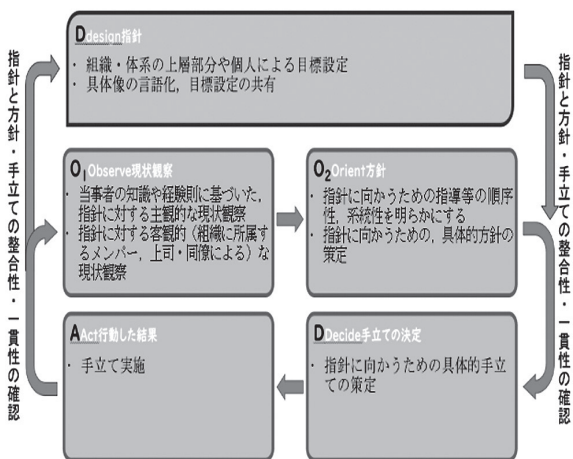 Ddesign指針
・ 組織・体系の上層部分や個人による目標設定
・ 具体像の言語化，目標設定の共有
指針と方針・手立ての整合性・一貫性の確認
指針と方針・手立ての整合性・一貫性の確認
O1Observe現状観察
・ 当事者の知識や経験則に基づいた，
指針に対する主観的な現状観察
・ 指針に対する客観的（組織に所属す
るメンバー，上司・同僚による）な
現状観察
O2Orient方針
・ 指針に向かうための指導等の順序
性，系統性を明らかにする
・ 指針に向かうための，具体的方針の
策定
AAct行動した結果
・ 手立て実施
DDecide手立ての決定
・ 指針に向かうための具体的手立
ての策定